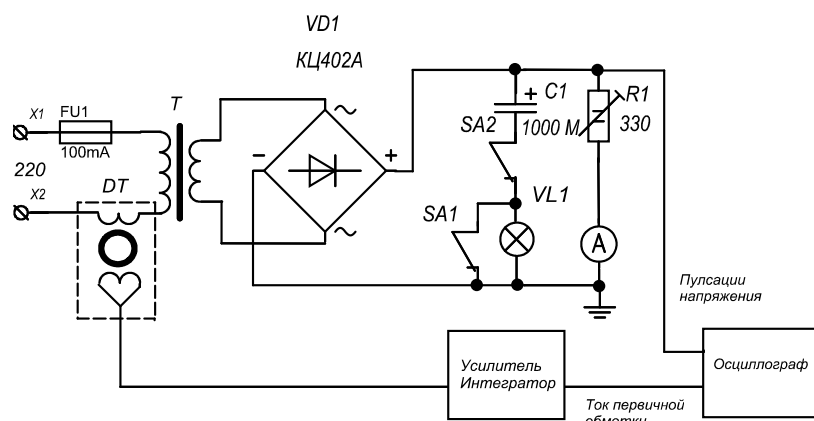 VD1
КЦ402А
X1
FU1
100mA
T
220
X2
DT
~
~
-
+
+ C1
1000 M
SA2
SA1
VL1
R1
330
A
Пулсации
напряжения
Усилитель
Интегратор
Осциллограф
Ток первичной
обмотки